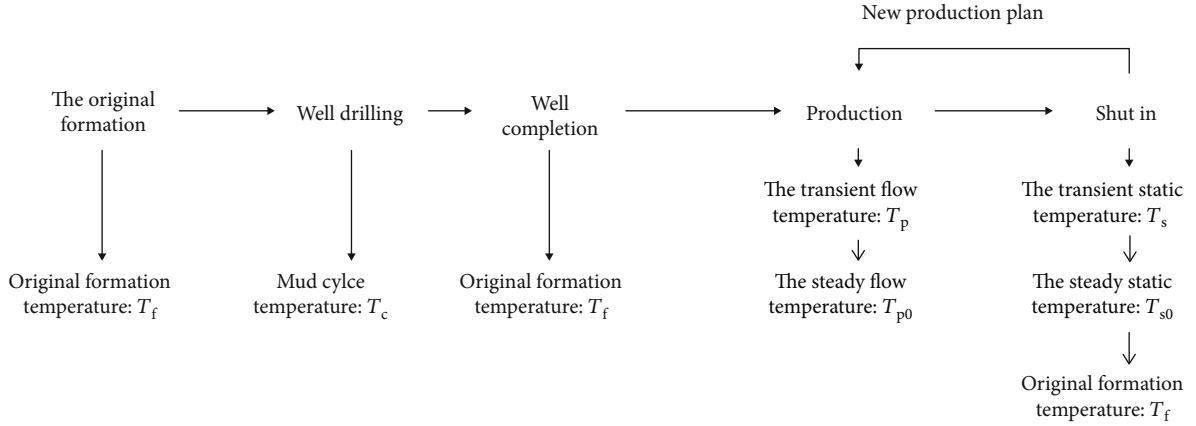 New production plan
The original
formation
Well drilling
Well
completion
Production
Shut in
The transient flow
temperature: Tp
The transient static
temperature: Ts
Original formation
temperature: Tf
Mud cylce
temperature: Tc
Original formation
temperature: Tf
The steady flow
temperature: Tp0
The steady static
temperature: Ts0
Original formation
temperature: Tf